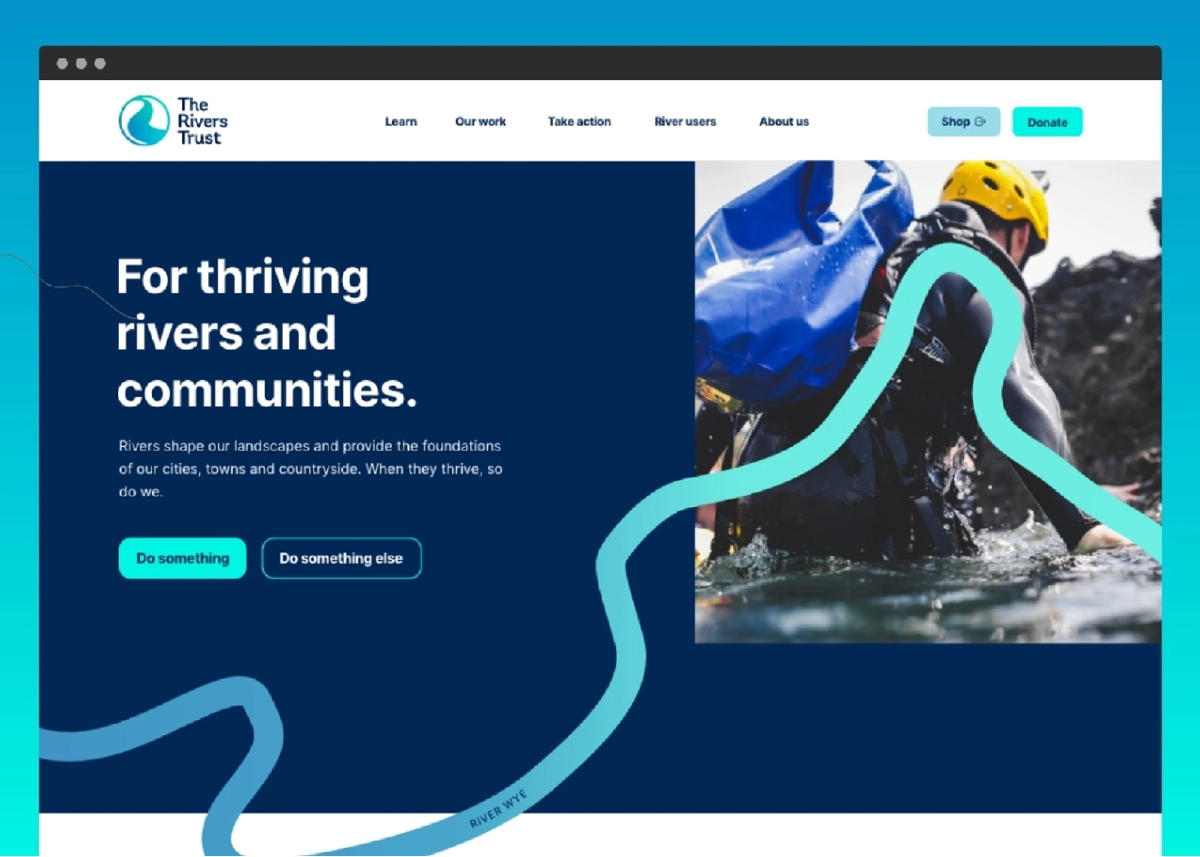 The
Rivers
Trust
Learn
Our work
Take action
River users
About us
Shop
Donate
For thriving
rivers and
communities.
Rivers shape our landscapes and provide the foundations
of our cities, towns and countryside. When they thrive, so
do we.
Do something
Do something else
RIVER WYE